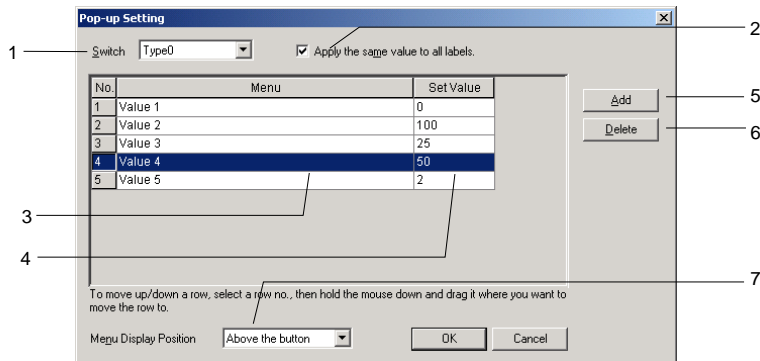 Pop-up Setting
2
1
Switch Type0 Apply the same value to all labels.
No. Menu Set Value
1 Value 1 0
2 Value 2 100
3 Value 3 25
4 Value 4 50
5 Value 5 2
Add
5
Delete
6
3
4
7
To move up/down a row, select a row no., then hold the mouse down and drag it where you want to
move the row to.
Menu Display Position Above the button OK Cancel